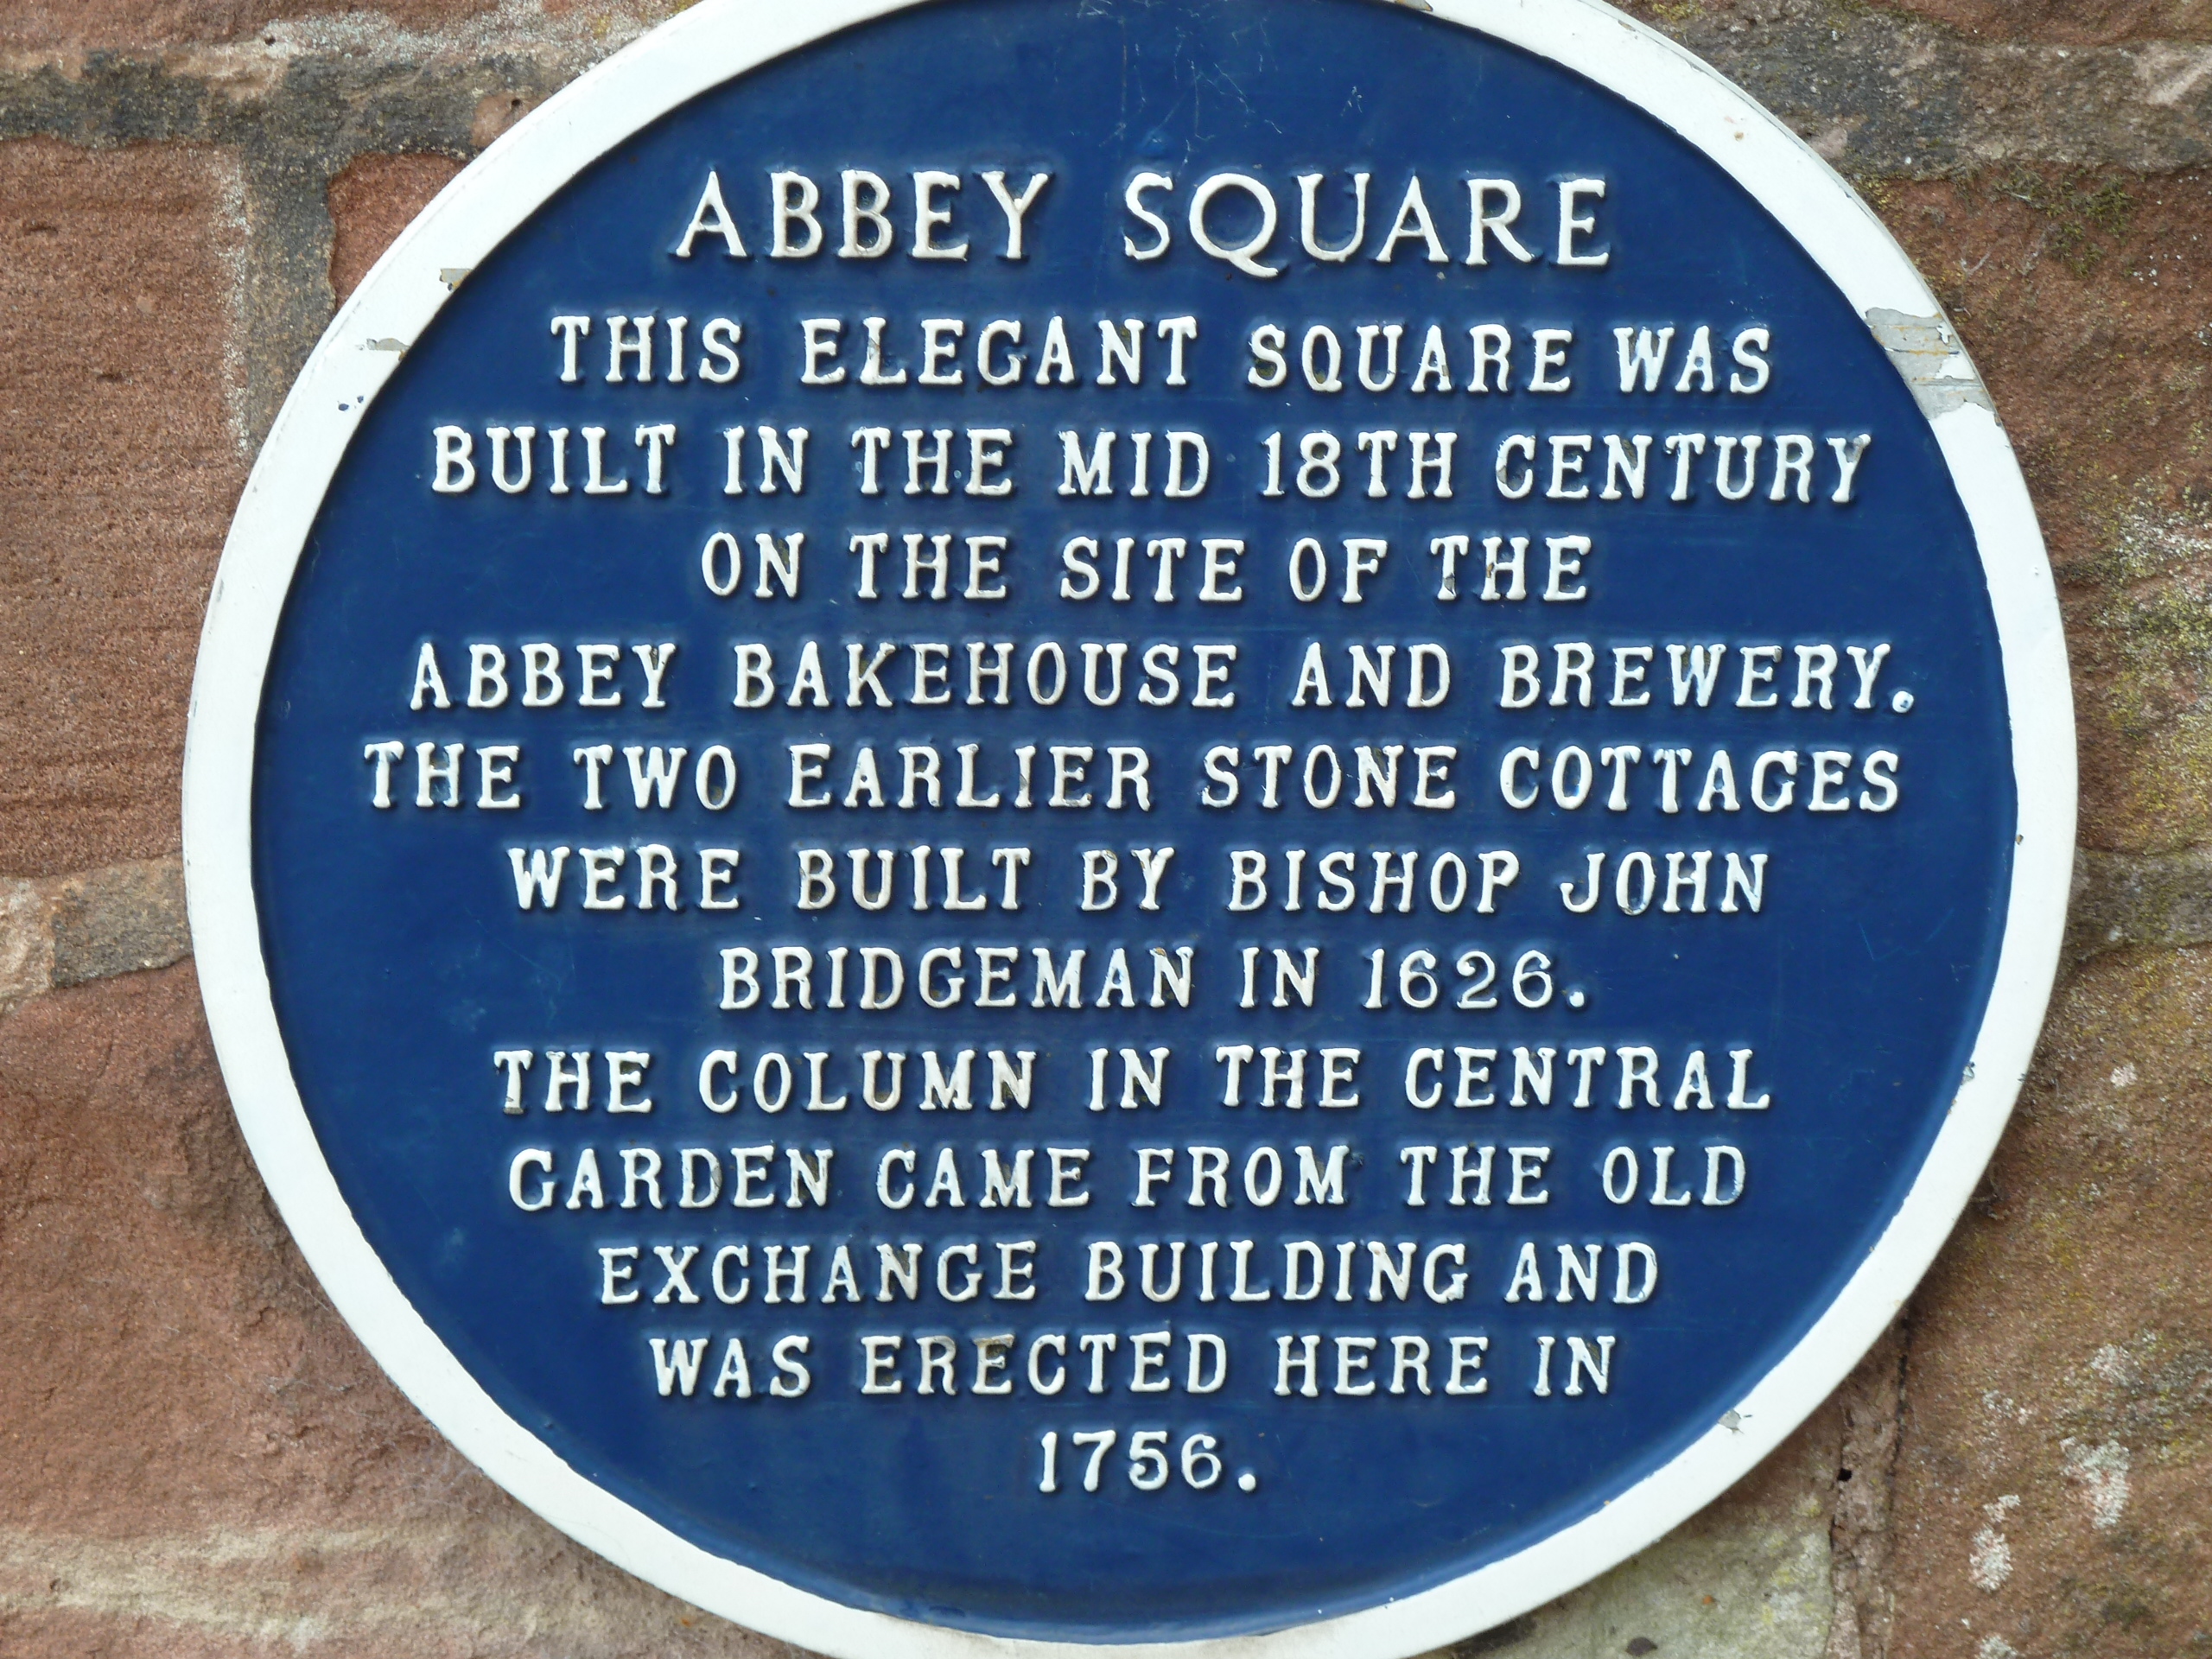 ABBEY SQUARE
THIS ELEGANT SQUARE WAS
BUILT IN THE MID 18TH CENTURY
ON THE SITE OF THE
ABBEY BAKEHOUSE AND BREWERY.
THE TWO EARLIER STONE COTTAGES
WERE BUILT BY BISHOP JOHN
BRIDGEMAN IN 1626.
THE COLUMN IN THE CENTRAL
GARDEN CAME FROM THE OLD
EXCHANGE BUILDING AND
WAS ERECTED HERE IN
1756.